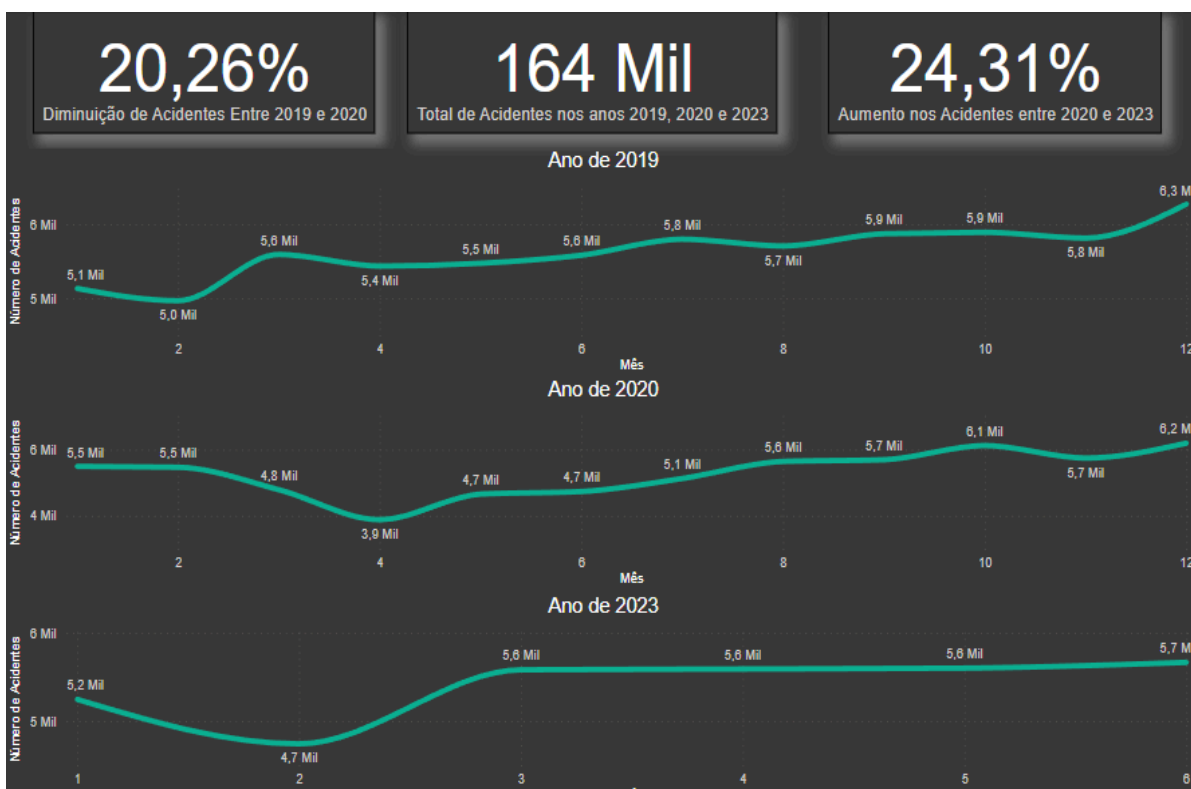 20,26%
Diminuição de Acidentes Entre 2019 e 2020
164 Mil
Total de Acidentes nos anos 2019, 2020 e 2023
24,31%
Aumento nos Acidentes entre 2020 e 2023
Ano de 2019
Número de Acidentes
6 Mil
5 Mil
5,1 Mil
5,0 Mil
5,6 Mil
5,4 Mil
5,5 Mil
5,6 Mil
5,8 Mil
5,7 Mil
5,9 Mil
5,9 Mil
5,8 Mil
6,3 M
2
4
6
8
10
12
Mês
Ano de 2020
Número de Acidentes
6 Mil
4 Mil
5,5 Mil
5,5 Mil
4,8 Mil
3,9 Mil
4,7 Mil
4,7 Mil
5,1 Mil
5,6 Mil
5,7 Mil
6,1 Mil
5,7 Mil
6,2 M
2
4
6
8
10
12
Mês
Ano de 2023
Número de Acidentes
6 Mil
5 Mil
5,2 Mil
4,7 Mil
5,6 Mil
5,6 Mil
5,6 Mil
5,7 M
1
2
3
4
5
6